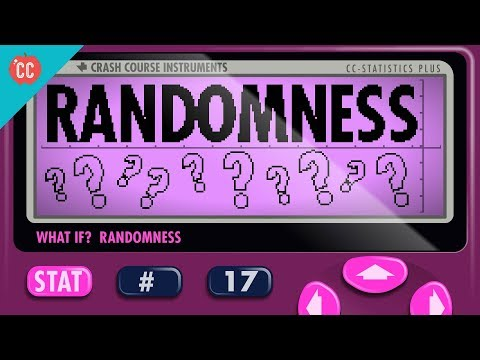 CC
CRASH COURSE INSTRUMENTS
CC-STATISTICS PLUS
RANDOMNESS
? ? ? ? ? ? ? ? ?
WHAT IF? RANDOMNESS
STAT
#
17